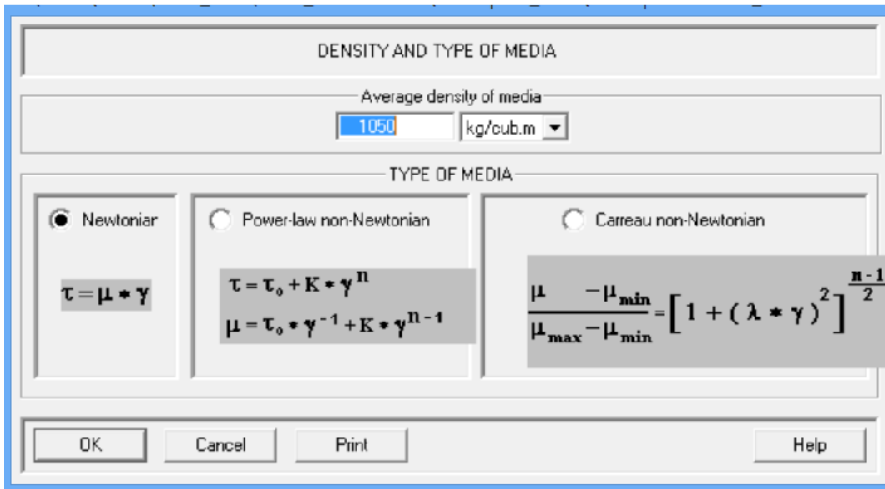 DENSITY AND TYPE OF MEDIA
Average density of media
1050 kg/cub.m
TYPE OF MEDIA
Newtonian
τ = μ * γ
Power-law non-Newtonian
τ = τ₀ + K * γⁿ
μ = τ₀ * γ⁻¹ + K * γⁿ⁻¹
Carreau non-Newtonian
(μ - μmin) / (μmax - μmin) = [1 + (λ * γ)²]^((n-1)/2)
OK Cancel Print Help